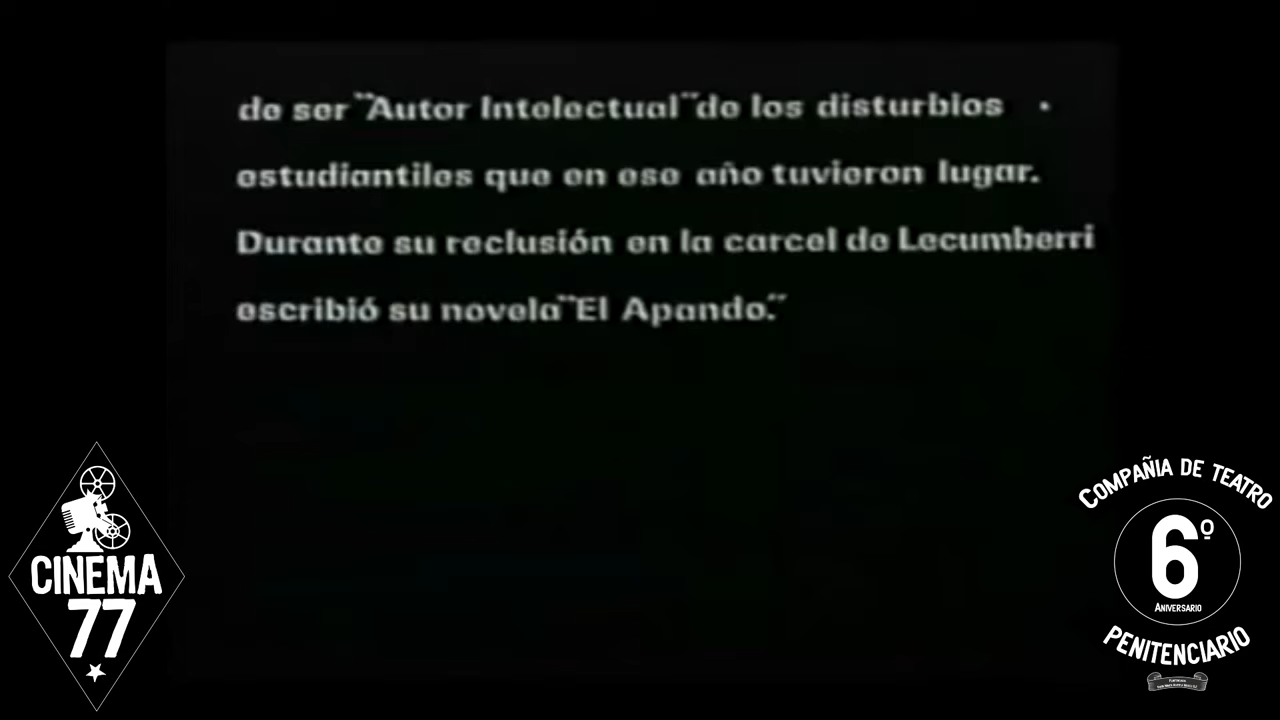 de ser "Autor Intelectual" de los disturbios
estudiantiles que en ese año tuvieron lugar.
Durante su reclusión en la carcel de Lecumberri
escribió su novela "El Apando."
CINEMA
77
COMPAÑIA DE TEATRO
6º
ANIVERSARIO
PENITENCIARIO